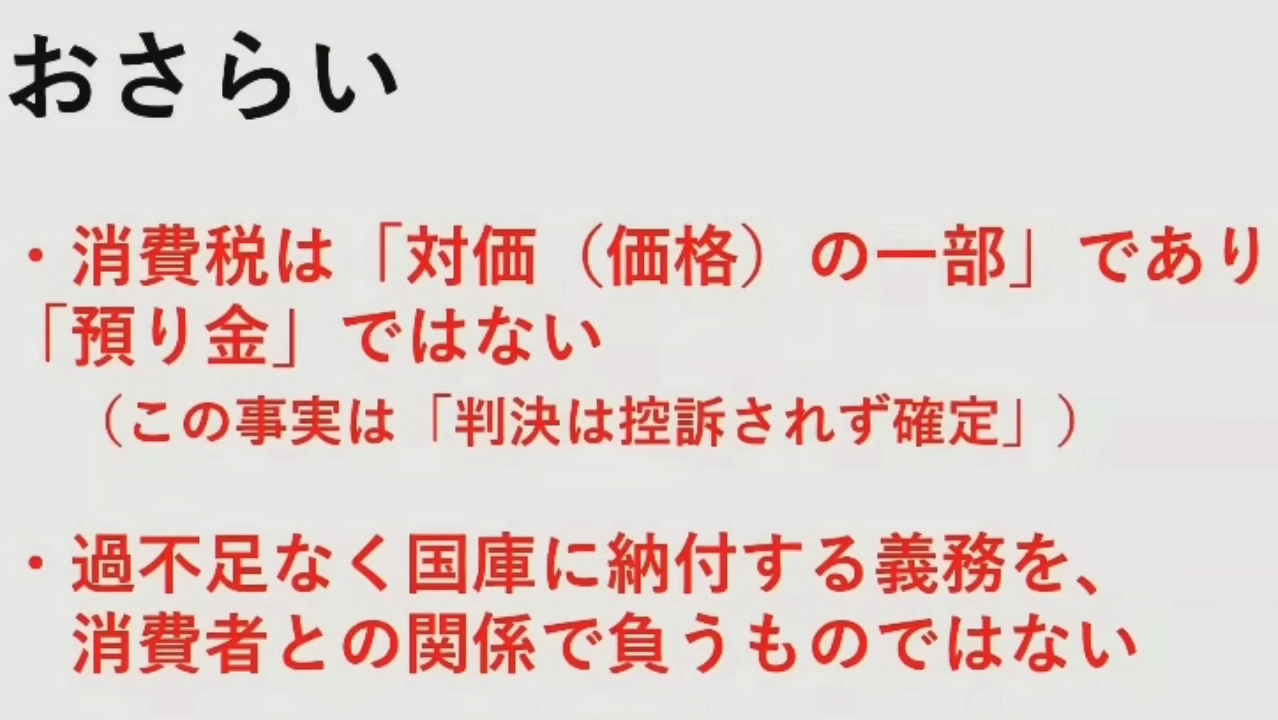 おさらい
・消費税は「対価（価格）の一部」であり
「預り金」ではない
（この事実は「判決は控訴されず確定」）
・過不足なく国庫に納付する義務を、
消費者との関係で負うものではない